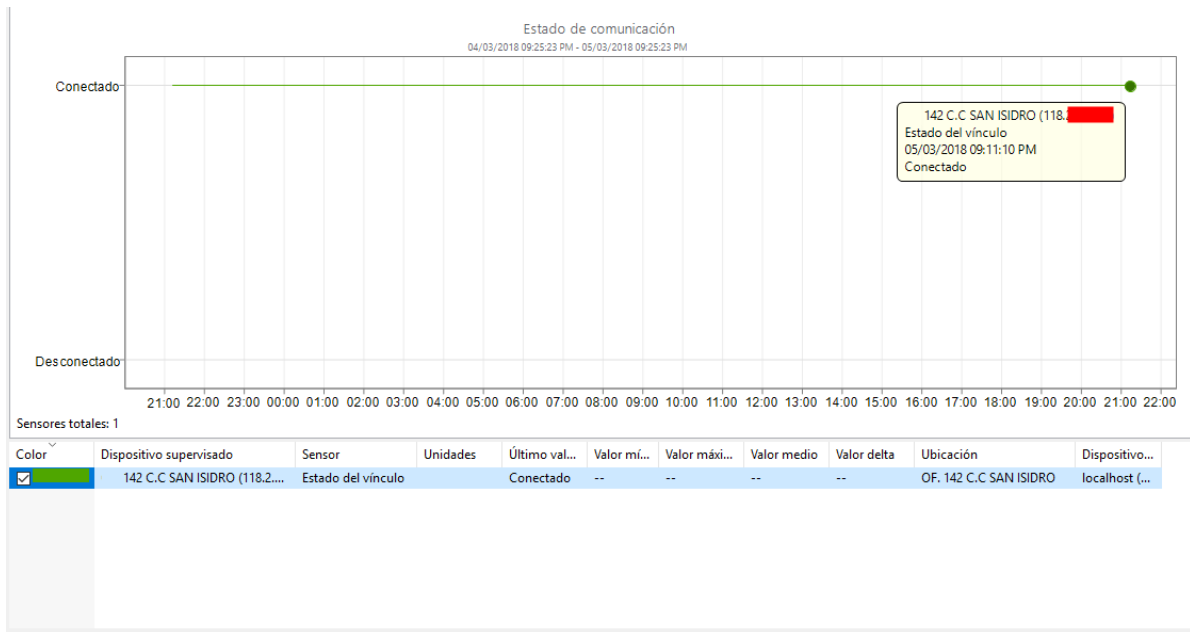 Estado de comunicación
04/03/2018 09:25:23 PM - 05/03/2018 09:25:23 PM
Conectado
142 C.C SAN ISIDRO (118.
Estado del vínculo
05/03/2018 09:11:10 PM
Conectado
Desconectado
21:00 22:00 23:00 00:00 01:00 02:00 03:00 04:00 05:00 06:00 07:00 08:00 09:00 10:00 11:00 12:00 13:00 14:00 15:00 16:00 17:00 18:00 19:00 20:00 21:00 22:00
Sensores totales: 1
Color Dispositivo supervisado Sensor Unidades Último val... Valor mí... Valor máxi... Valor medio Valor delta Ubicación Dispositivo...
142 C.C SAN ISIDRO (118.2.... Estado del vínculo Conectado -- -- -- -- OF. 142 C.C SAN ISIDRO localhost (...